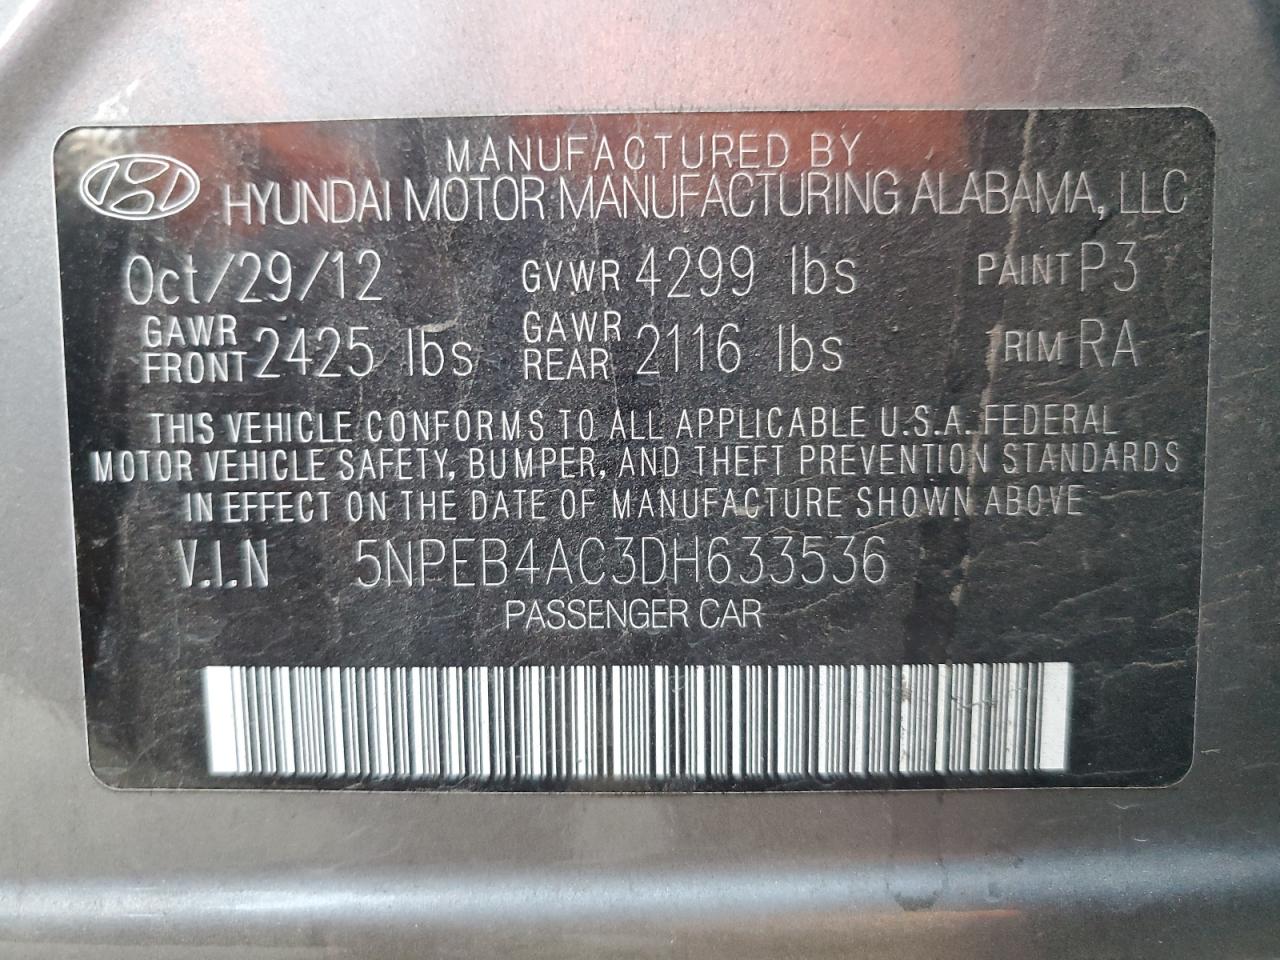 MANUFACTURED BY
HYUNDAI MOTOR MANUFACTURING ALABAMA, LLC
Oct/29/12 GVWR 4299 lbs PAINT P3
GAWR FRONT 2425 lbs GAWR REAR 2116 lbs TRIM RA
THIS VEHICLE CONFORMS TO ALL APPLICABLE U.S.A. FEDERAL
MOTOR VEHICLE SAFETY, BUMPER, AND THEFT PREVENTION STANDARDS
IN EFFECT ON THE DATE OF MANUFACTURE SHOWN ABOVE
V.I.N 5NPEB4AC3DH633536
PASSENGER CAR